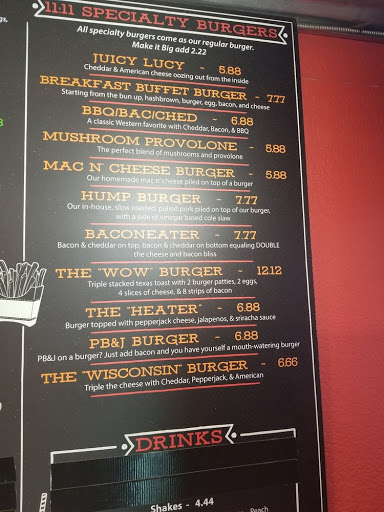 11:11 SPECIALTY BURGERS
All specialty burgers come as our regular burger.
Make it Big add 2.22
JUICY LUCY - 5.88
Cheddar & American cheese oozing out from the inside
BREAKFAST BUFFET BURGER - 7.77
Starting from the bun up, hashbrown, burger, egg, bacon, and cheese
BBQ/BAC/CHED - 6.88
A classic Western favorite with Cheddar, Bacon, & BBQ
MUSHROOM PROVOLONE - 5.88
The perfect blend of mushrooms and provolone
MAC N' CHEESE BURGER - 5.88
Our homemade mac n' cheese piled on top of a burger
HUMP BURGER - 7.77
Our in-house, slow roasted, pulled pork piled on top of our burger,
with a side of vinegar based cole slaw
BACONEATER - 7.77
Bacon & cheddar on top, bacon & cheddar on bottom equaling DOUBLE
the cheese and bacon bliss
THE "WOW" BURGER - 12.12
Triple stacked texas toast with 2 burger patties, 2 eggs,
4 slices of cheese, & 8 strips of bacon
THE "HEATER" - 6.88
Burger topped with pepperjack cheese, jalapenos, & sriracha sauce
PB&J BURGER - 6.88
PB&J on a burger? Just add bacon and you have yourself a mouth-watering burger
THE "WISCONSIN" BURGER - 6.66
Triple the cheese with Cheddar, Pepperjack, & American
DRINKS
Shakes - 4.44
Peach